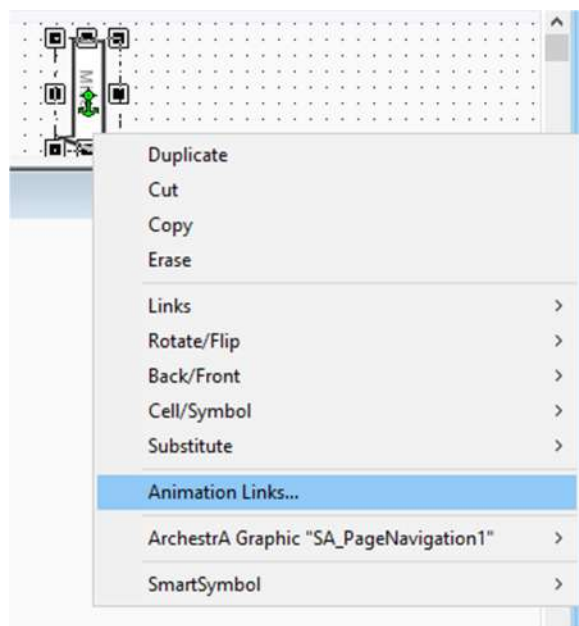 Duplicate
Cut
Copy
Erase
Links
Rotate/Flip
Back/Front
Cell/Symbol
Substitute
Animation Links...
ArchestrA Graphic "SA_PageNavigation1"
SmartSymbol